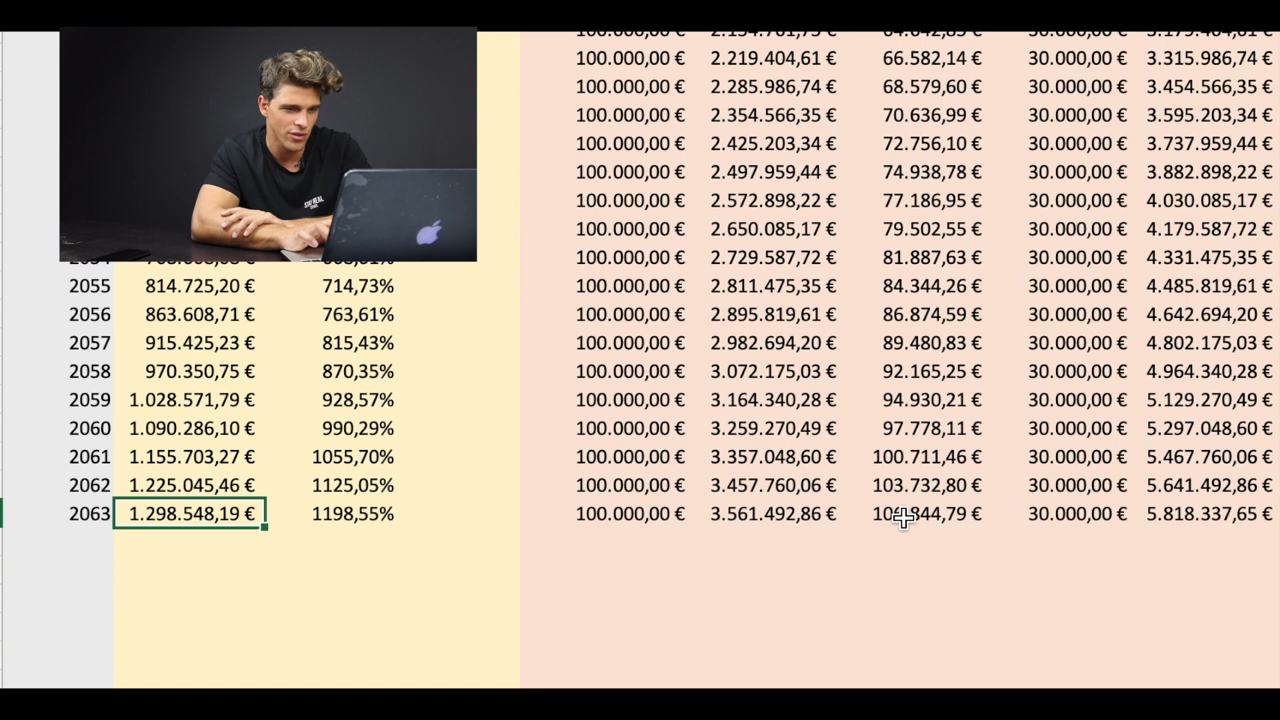 100.000,00 € 2.219.404,61 € 66.582,14 € 30.000,00 € 3.315.986,74 €
100.000,00 € 2.285.986,74 € 68.579,60 € 30.000,00 € 3.454.566,35 €
100.000,00 € 2.354.566,35 € 70.636,99 € 30.000,00 € 3.595.203,34 €
100.000,00 € 2.425.203,34 € 72.756,10 € 30.000,00 € 3.737.959,44 €
100.000,00 € 2.497.959,44 € 74.938,78 € 30.000,00 € 3.882.898,22 €
100.000,00 € 2.572.898,22 € 77.186,95 € 30.000,00 € 4.030.085,17 €
100.000,00 € 2.650.085,17 € 79.502,55 € 30.000,00 € 4.179.587,72 €
100.000,00 € 2.729.587,72 € 81.887,63 € 30.000,00 € 4.331.475,35 €
2055 814.725,20 € 714,73% 100.000,00 € 2.811.475,35 € 84.344,26 € 30.000,00 € 4.485.819,61 €
2056 863.608,71 € 763,61% 100.000,00 € 2.895.819,61 € 86.874,59 € 30.000,00 € 4.642.694,20 €
2057 915.425,23 € 815,43% 100.000,00 € 2.982.694,20 € 89.480,83 € 30.000,00 € 4.802.175,03 €
2058 970.350,75 € 870,35% 100.000,00 € 3.072.175,03 € 92.165,25 € 30.000,00 € 4.964.340,28 €
2059 1.028.571,79 € 928,57% 100.000,00 € 3.164.340,28 € 94.930,21 € 30.000,00 € 5.129.270,49 €
2060 1.090.286,10 € 990,29% 100.000,00 € 3.259.270,49 € 97.778,11 € 30.000,00 € 5.297.048,60 €
2061 1.155.703,27 € 1055,70% 100.000,00 € 3.357.048,60 € 100.711,46 € 30.000,00 € 5.467.760,06 €
2062 1.225.045,46 € 1125,05% 100.000,00 € 3.457.760,06 € 103.732,80 € 30.000,00 € 5.641.492,86 €
2063 1.298.548,19 € 1198,55% 100.000,00 € 3.561.492,86 € € 30.000,00 € 5.818.337,65 €
STAY REAL